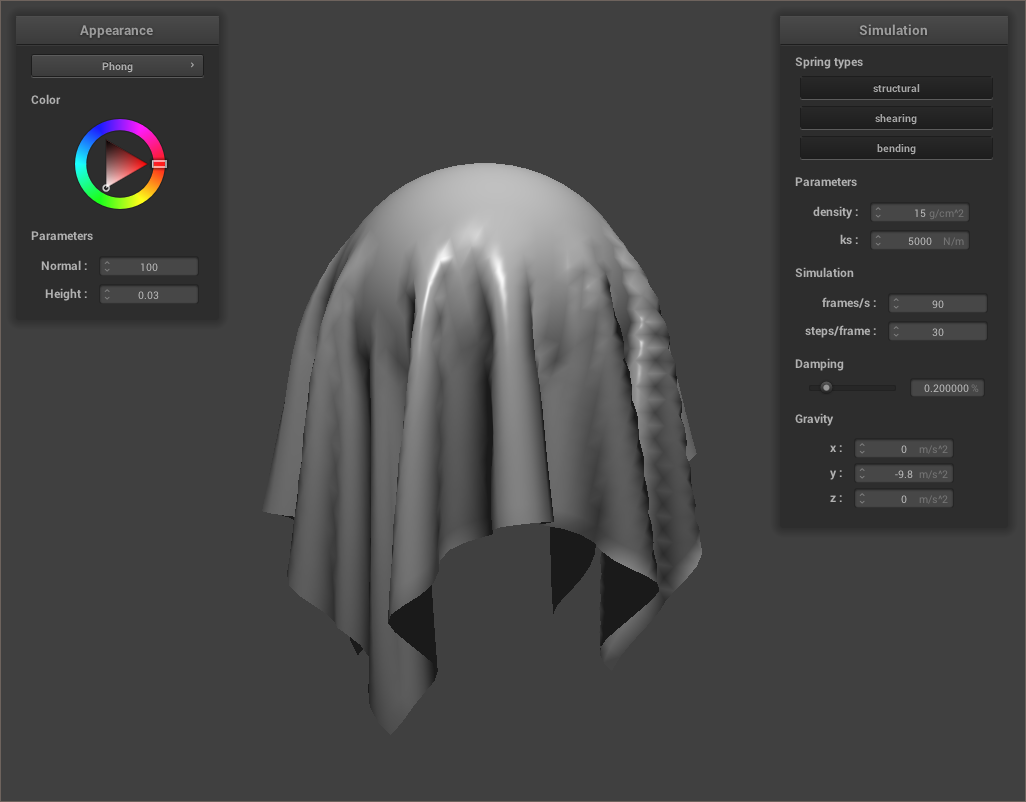 Appearance
Phong ›
Color
Parameters
Normal : 100
Height : 0.03
Simulation
Spring types
structural
shearing
bending
Parameters
density : 15 g/cm^2
ks : 5000 N/m
Simulation
frames/s : 90
steps/frame : 30
Damping
0.200000 %
Gravity
x : 0 m/s^2
y : -9.8 m/s^2
z : 0 m/s^2